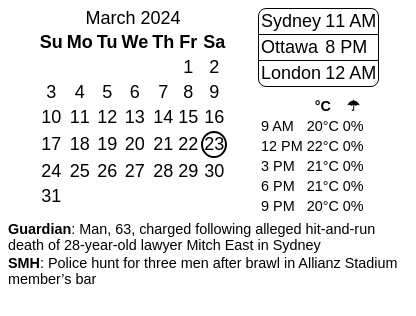 March 2024
Su Mo Tu We Th Fr Sa
1 2
3 4 5 6 7 8 9
10 11 12 13 14 15 16
17 18 19 20 21 22 23
24 25 26 27 28 29 30
31
Sydney 11 AM
Ottawa 8 PM
London 12 AM
°C ☂
9 AM 20°C 0%
12 PM 22°C 0%
3 PM 21°C 0%
6 PM 21°C 0%
9 PM 20°C 0%
Guardian: Man, 63, charged following alleged hit-and-run
death of 28-year-old lawyer Mitch East in Sydney
SMH: Police hunt for three men after brawl in Allianz Stadium
member’s bar